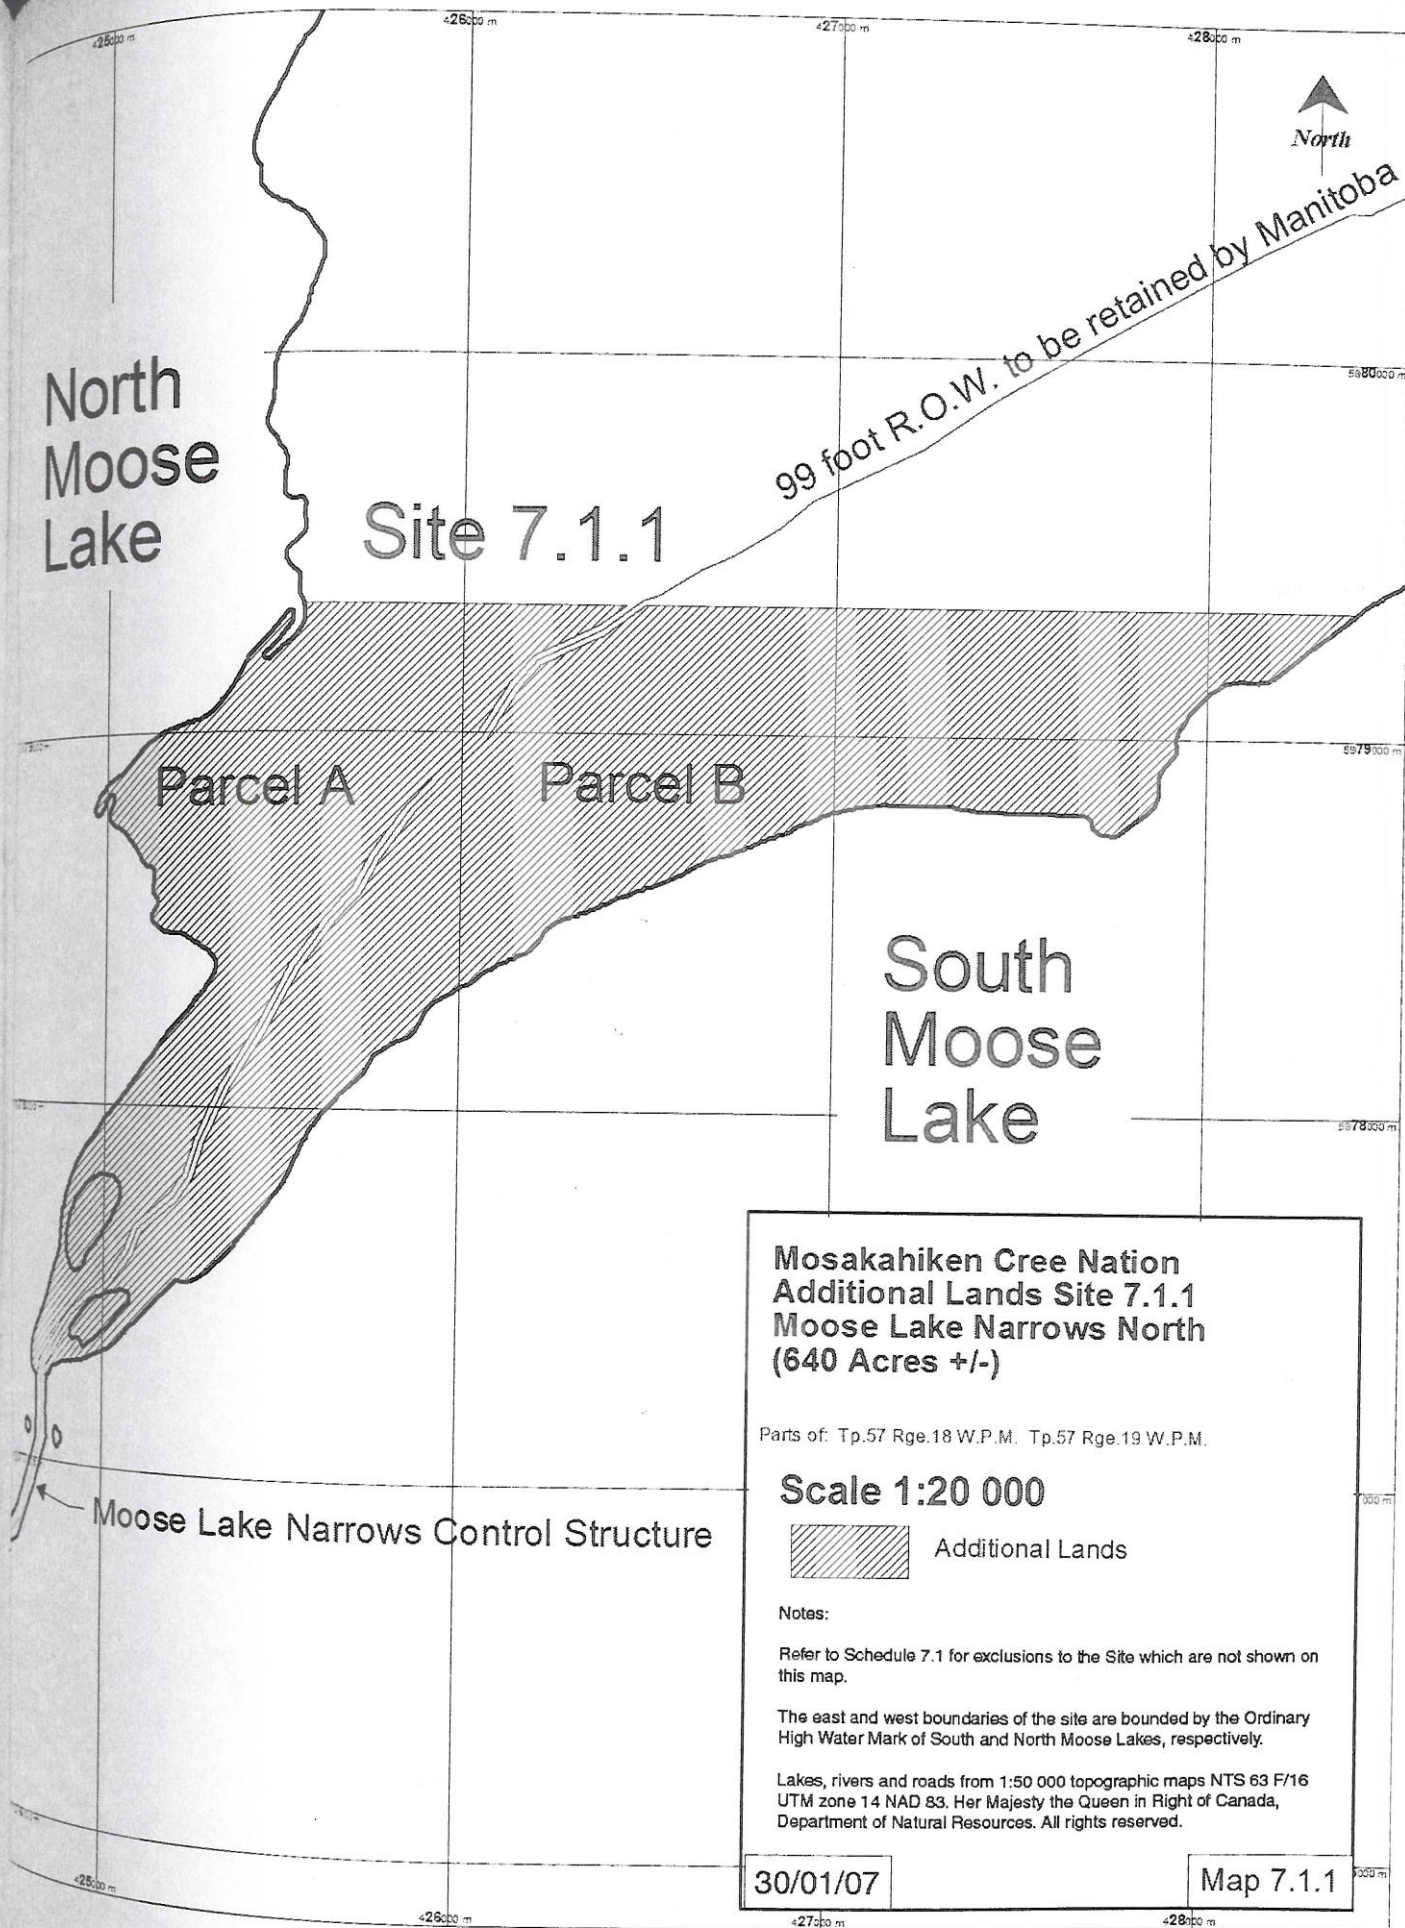 425000 m
426000 m
427000 m
428000 m
North
99 foot R.O.W. to be retained by Manitoba
North
Moose
Lake
5980000 m
Site 7.1.1
5979000 m
Parcel A
Parcel B
South
Moose
Lake
5978000 m
Mosakahiken Cree Nation
Additional Lands Site 7.1.1
Moose Lake Narrows North
(640 Acres +/-)
Parts of: Tp.57 Rge.18 W.P.M. Tp.57 Rge.19 W.P.M.
Scale 1:20 000
Additional Lands
Moose Lake Narrows Control Structure
Notes:
Refer to Schedule 7.1 for exclusions to the Site which are not shown on
this map.
The east and west boundaries of the site are bounded by the Ordinary
High Water Mark of South and North Moose Lakes, respectively.
Lakes, rivers and roads from 1:50 000 topographic maps NTS 63 F/16
UTM zone 14 NAD 83. Her Majesty the Queen in Right of Canada,
Department of Natural Resources. All rights reserved.
30/01/07
Map 7.1.1
425000 m
426000 m
427000 m
428000 m